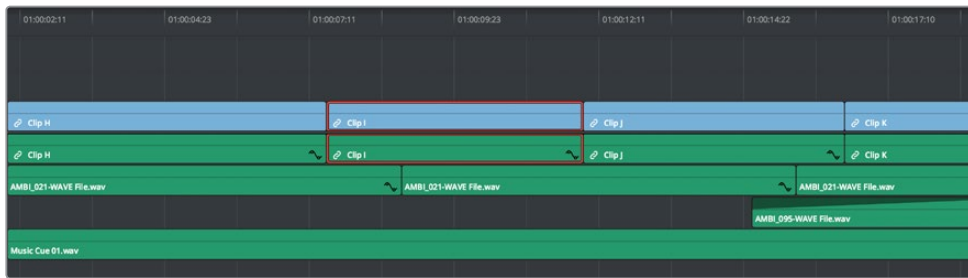 01:00:02:11 01:00:04:23 01:00:07:11 01:00:09:23 01:00:12:11 01:00:14:22 01:00:17:10
Clip H Clip I Clip J Clip K
Clip H Clip I Clip J Clip K
AMBI_021-WAVE File.wav AMBI_021-WAVE File.wav AMBI_021-WAVE File.wav
AMBI_095-WAVE File.wav
Music Cue 01.wav